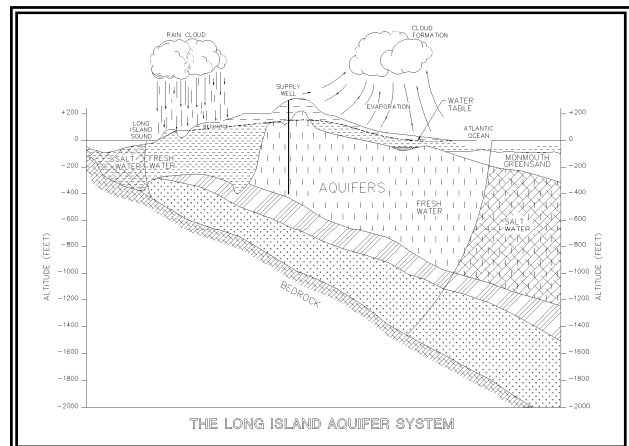 RAIN CLOUD
CLOUD
FORMATION
SUPPLY
WELL
LONG
ISLAND
SOUND
RECHARGE
EVAPORATION
WATER
TABLE
ATLANTIC
OCEAN
+200
0
-200
-400
-600
-800
-1000
-1200
-1400
-1600
-1800
-2000
ALTITUDE (FEET)
SALT
WATER
FRESH
WATER
AQUIFERS
FRESH
WATER
MONMOUTH
GREENSAND
SALT
WATER
BEDROCK
+200
0
-200
-400
-600
-800
-1000
-1200
-1400
-1600
-1800
-2000
ALTITUDE (FEET)
THE LONG ISLAND AQUIFER SYSTEM